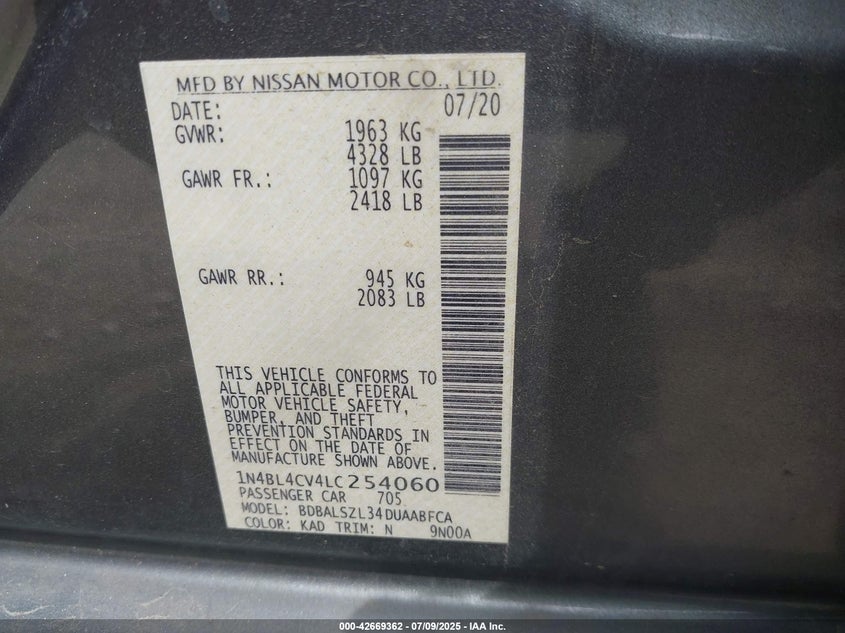 MFD BY NISSAN MOTOR CO., LTD.
DATE: 07/20
GVWR: 1963 KG
4328 LB
GAWR FR.: 1097 KG
2418 LB
GAWR RR.: 945 KG
2083 LB
THIS VEHICLE CONFORMS TO
ALL APPLICABLE FEDERAL
MOTOR VEHICLE SAFETY,
BUMPER, AND THEFT
PREVENTION STANDARDS IN
EFFECT ON THE DATE OF
MANUFACTURE SHOWN ABOVE.
1N4BL4CV4LC254060
PASSENGER CAR 705
MODEL: BDBALSZL34DUAABFCA
COLOR: KAD TRIM: N 9N00A
000-42669362 - 07/09/2025 - IAA Inc.